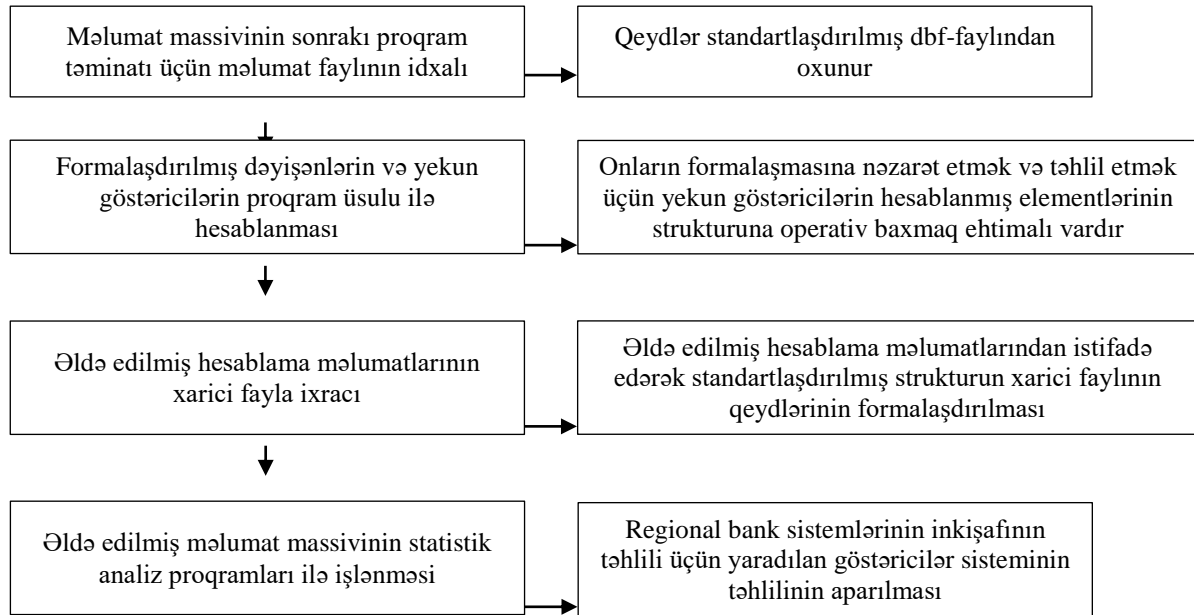 Məlumat massivinin sonrakı proqram
təminatı üçün məlumat faylının idxalı
Qeydlər standartlaşdırılmış dbf-faylından
oxunur
Formalaşdırılmış dəyişənlərin və yekun
göstəricilərin proqram üsulu ilə
hesablanması
Onların formalaşmasına nəzarət etmək və təhlil etmək
üçün yekun göstəricilərin hesablanmış elementlərinin
strukturuna operativ baxmaq ehtimalı vardır
Əldə edilmiş hesablama məlumatlarının
xarici fayla ixracı
Əldə edilmiş hesablama məlumatlarından istifadə
edərək standartlaşdırılmış strukturun xarici faylının
qeydlərinin formalaşdırılması
Əldə edilmiş məlumat massivinin statistik
analiz proqramları ilə işlənməsi
Regional bank sistemlərinin inkişafının
təhlili üçün yaradılan göstəricilər sisteminin
təhlilinin aparılması